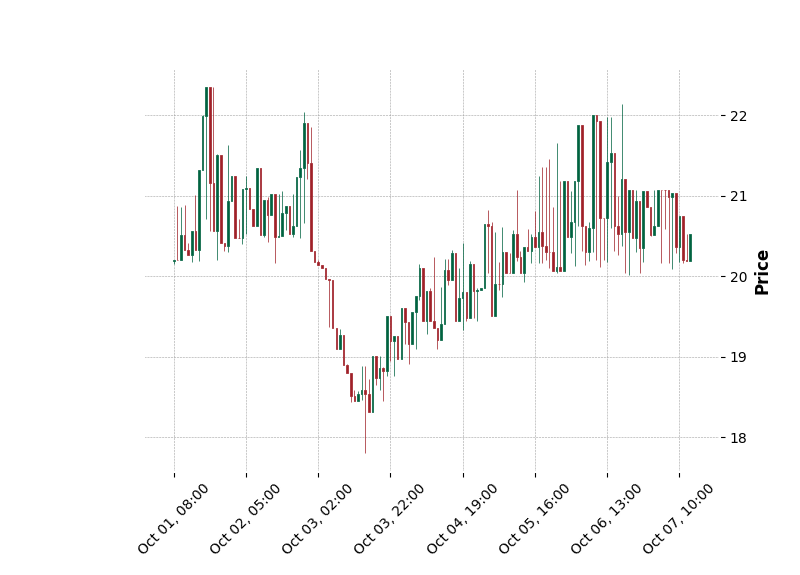 22
21
20
19
18
Price
Oct 01, 08:00
Oct 02, 05:00
Oct 03, 02:00
Oct 03, 22:00
Oct 04, 19:00
Oct 05, 16:00
Oct 06, 13:00
Oct 07, 10:00